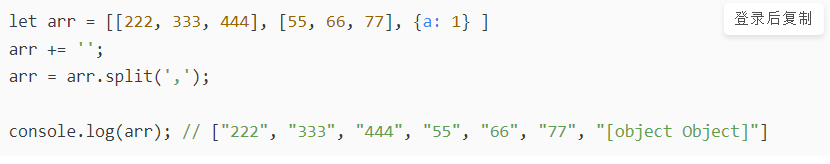 let arr = [[222, 333, 444], [55, 66, 77], {a: 1} ]
登录后复制
arr += '';
arr = arr.split(',');
console.log(arr); // ["222", "333", "444", "55", "66", "77", "[object Object]"]